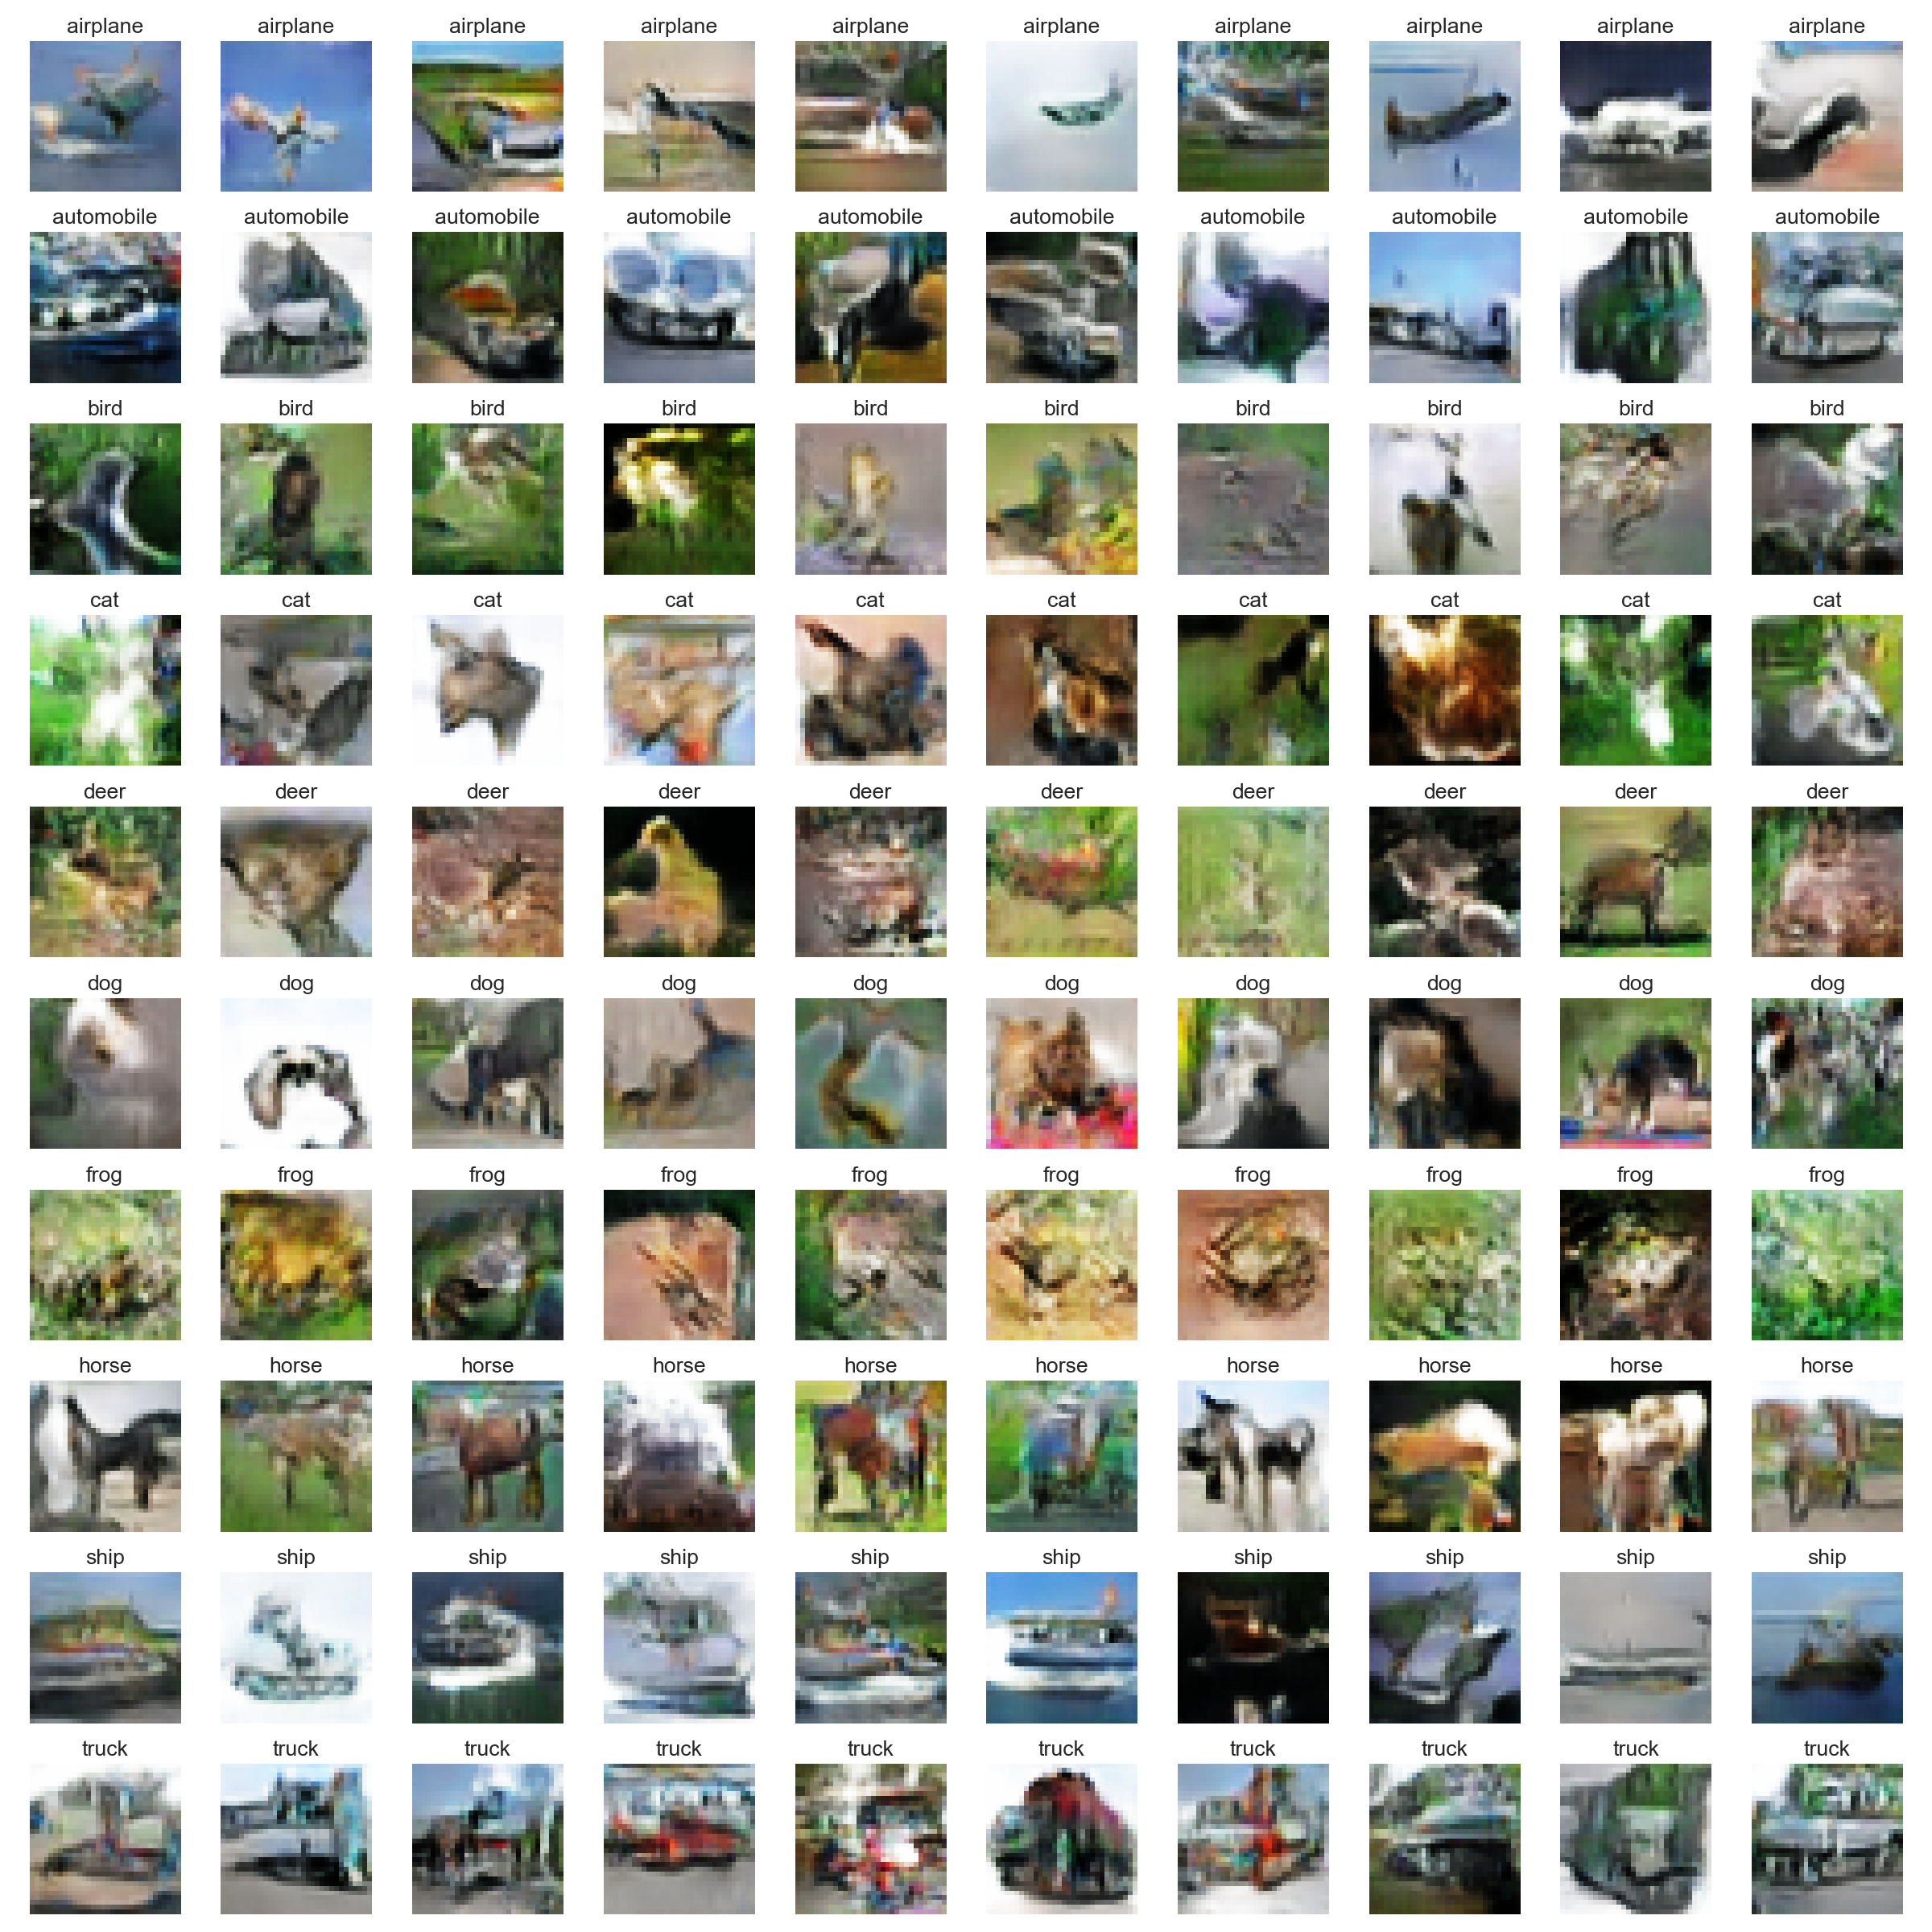 airplane airplane airplane airplane airplane airplane airplane airplane airplane airplane
automobile automobile automobile automobile automobile automobile automobile automobile automobile automobile
bird bird bird bird bird bird bird bird bird bird
cat cat cat cat cat cat cat cat cat cat
deer deer deer deer deer deer deer deer deer deer
dog dog dog dog dog dog dog dog dog dog
frog frog frog frog frog frog frog frog frog frog
horse horse horse horse horse horse horse horse horse horse
ship ship ship ship ship ship ship ship ship ship
truck truck truck truck truck truck truck truck truck truck